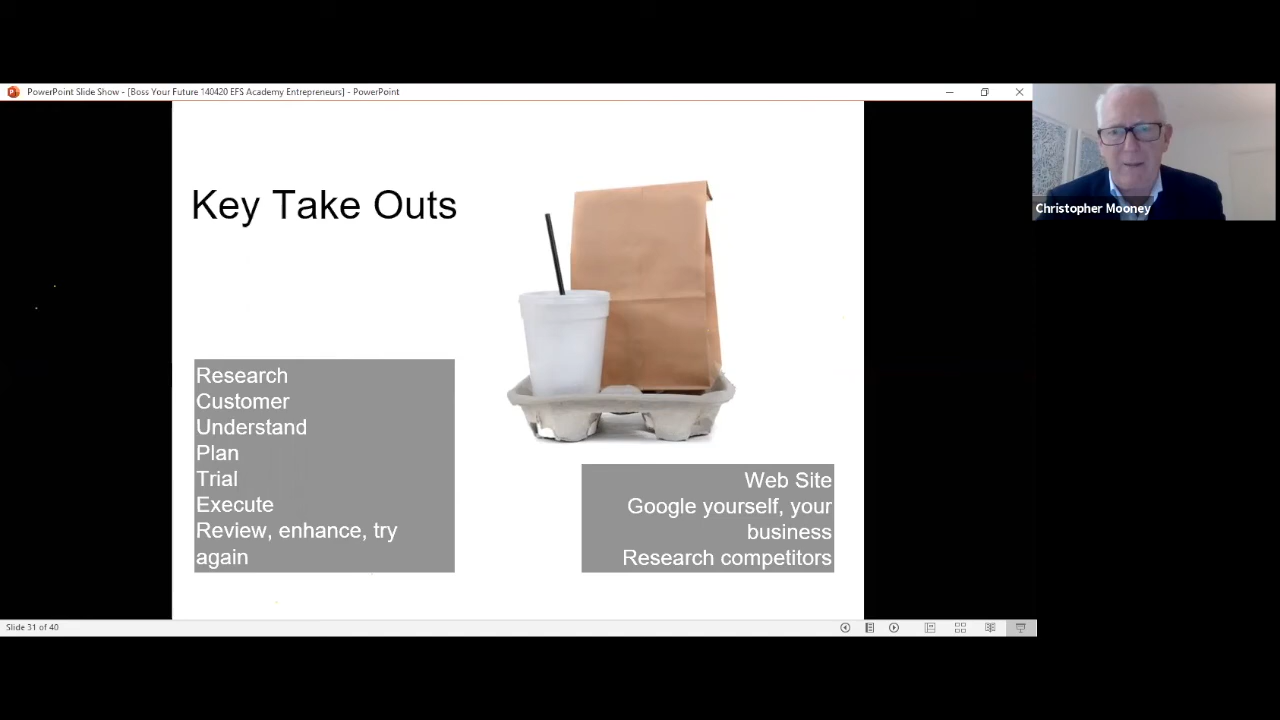 PowerPoint Slide Show - [Boss Your Future 140420 EFS Academy Entrepreneurs] - PowerPoint
Christopher Mooney
Key Take Outs
Research
Customer
Understand
Plan
Trial
Execute
Review, enhance, try
again
Web Site
Google yourself, your
business
Research competitors
Slide 31 of 40